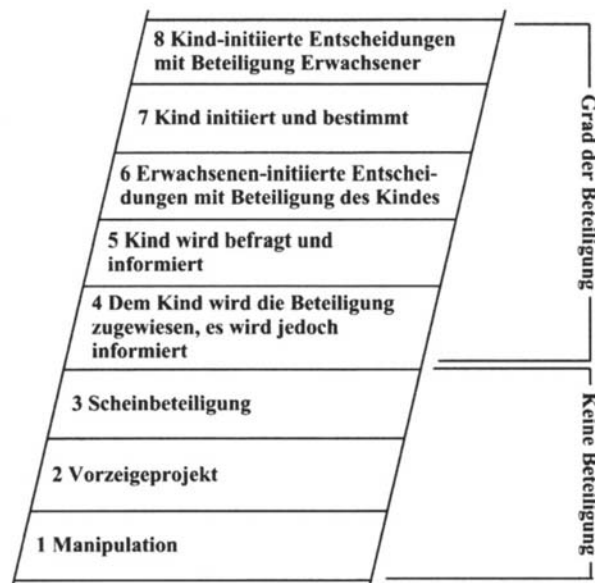 8 Kind-initiierte Entscheidungen
mit Beteiligung Erwachsener
7 Kind initiiert und bestimmt
6 Erwachsenen-initiierte Entschei-
dungen mit Beteiligung des Kindes
5 Kind wird befragt und
informiert
4 Dem Kind wird die Beteiligung
zugewiesen, es wird jedoch
informiert
3 Scheinbeteiligung
2 Vorzeigeprojekt
1 Manipulation
Grad der Beteiligung
Keine Beteiligung